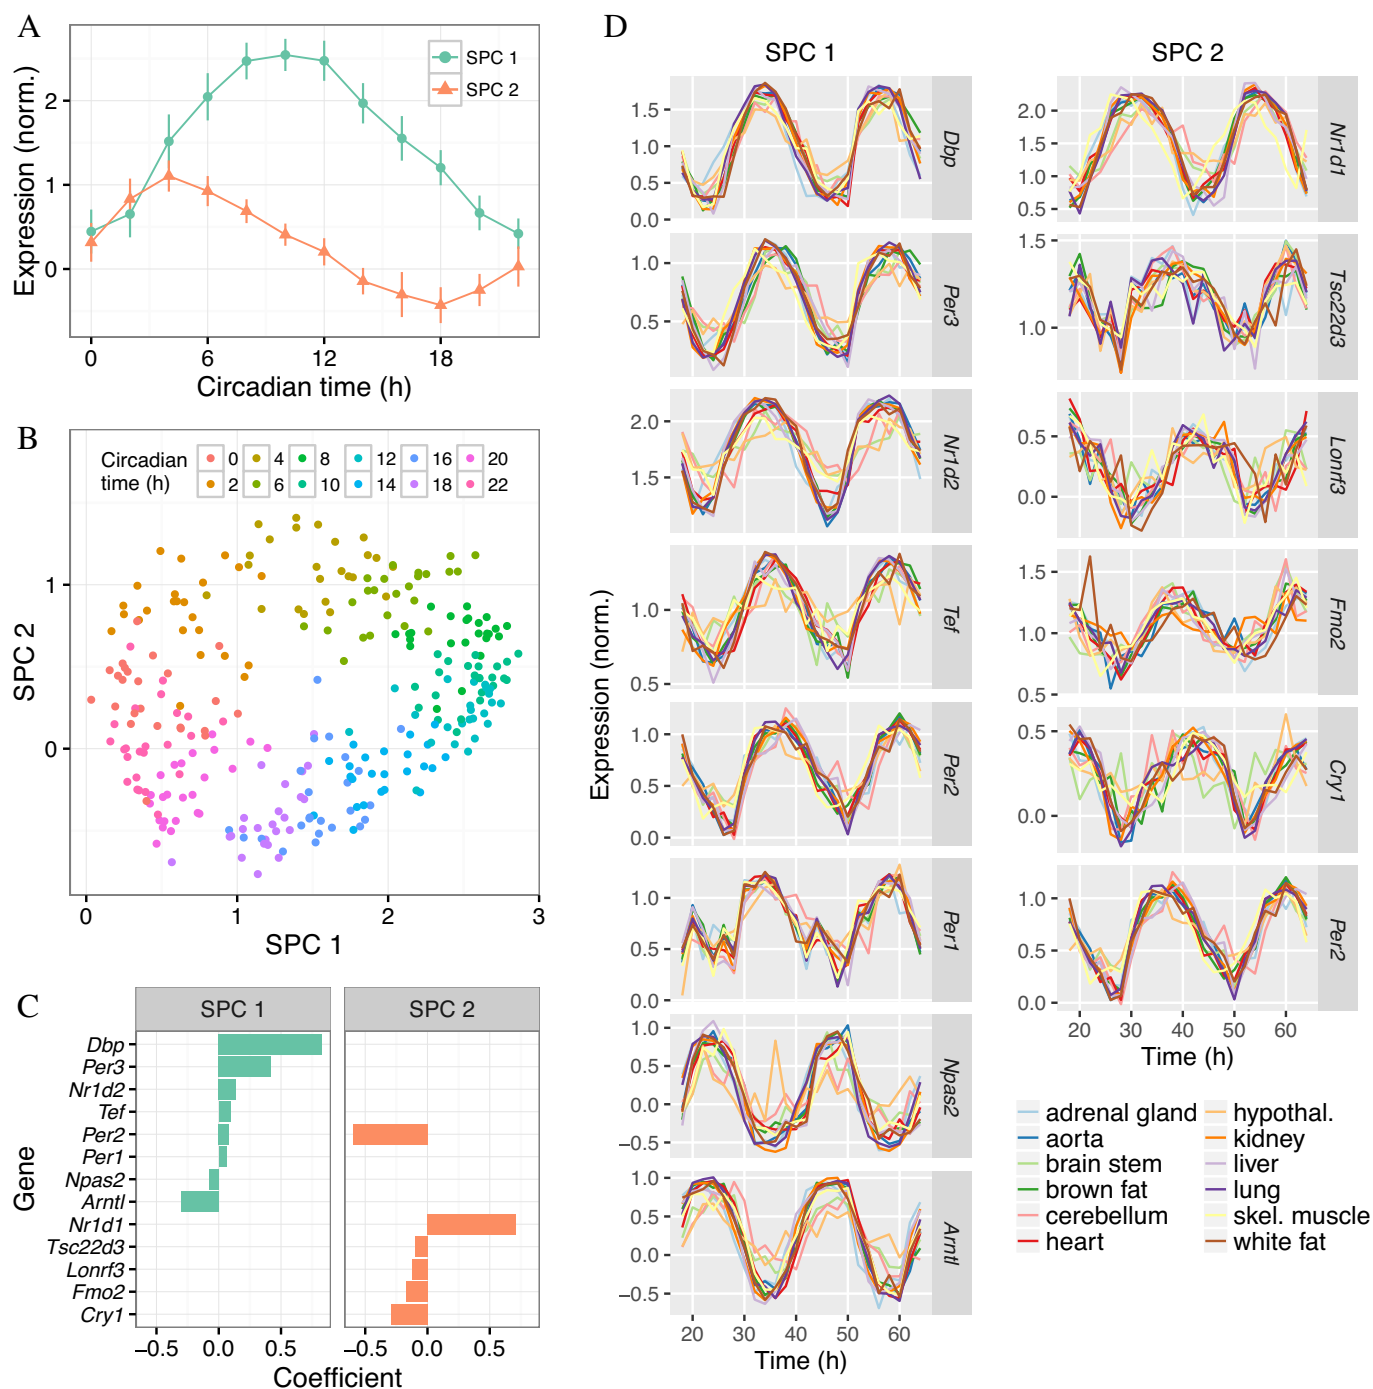 A
Expression (norm.)
2
1
0
SPC 1
SPC 2
0 6 12 18
Circadian time (h)
B
Circadian
time (h)
0 4 8 12 16 20
2 6 10 14 18 22
SPC 2
1
0
0 1 2 3
SPC 1
C
SPC 1 SPC 2
Gene
Dbp
Per3
Nr1d2
Tef
Per2
Per1
Npas2
Arntl
Nr1d1
Tsc22d3
Lonrf3
Fmo2
Cry1
−0.5 0.0 0.5 −0.5 0.0 0.5
Coefficient
D
SPC 1
Expression (norm.)
1.5
1.0
0.5
0.0
Dbp
1.0
0.5
Per3
2.0
1.5
Nr1d2
1.0
0.5
Tef
1.0
0.5
0.0
Per2
1.0
0.5
0.0
Per1
1.0
0.5
0.0
−0.5
Npas2
1.0
0.5
0.0
−0.5
Arntl
20 30 40 50 60
Time (h)
SPC 2
2.0
1.5
1.0
0.5
Nr1d1
1.5
1.0
Tsc22d3
0.5
0.0
Lonrf3
1.5
1.0
0.5
Fmo2
0.5
0.0
Cry1
1.0
0.5
0.0
Per2
20 30 40 50 60
Time (h)
adrenal gland hypothal.
aorta kidney
brain stem liver
brown fat lung
cerebellum skel. muscle
heart white fat